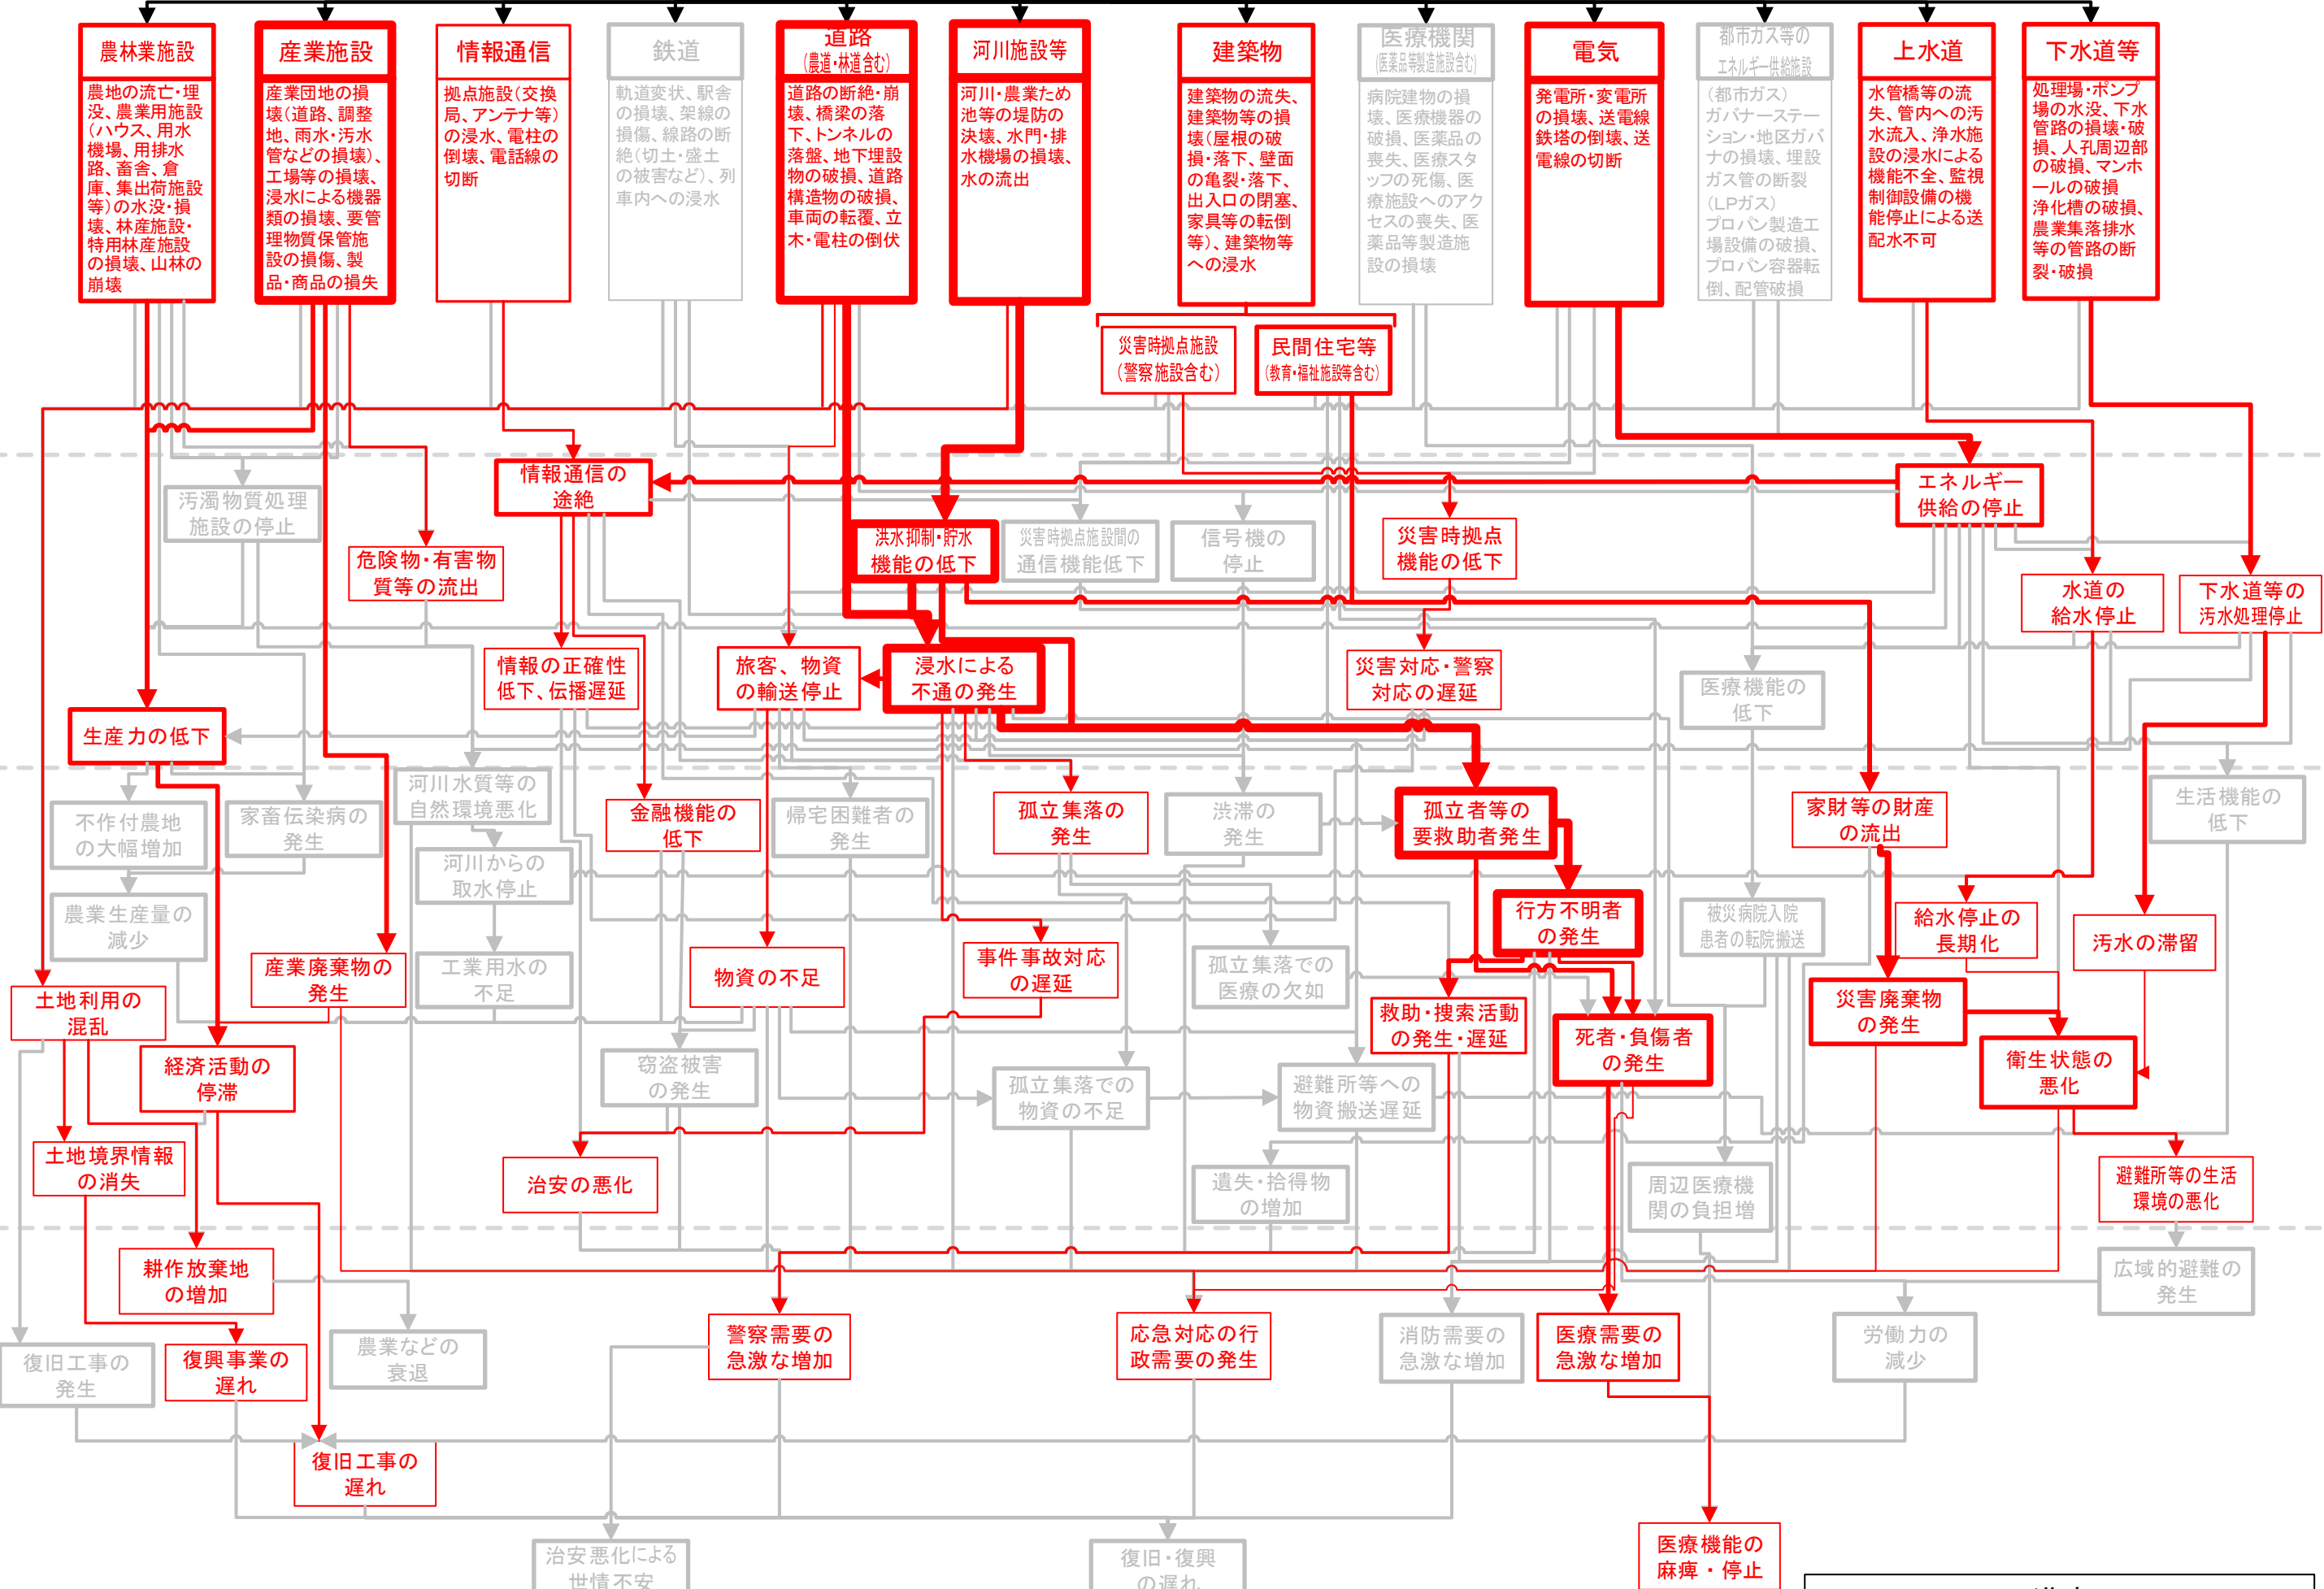 農林業施設
農地の流亡・埋
没、農業用施設
(ハウス、用水
機場、用排水
路、畜舎、倉
庫、集出荷施設
等)の水没・損
壊、林産施設・
特用林産施設
の損壊、山林の
崩壊
産業施設
産業団地の損
壊(道路、調整
地、雨水・汚水
管などの損壊)、
工場等の損壊、
浸水による機器
類の損壊、要管
理物質保管施
設の損傷、製
品・商品の損失
情報通信
拠点施設(交換
局、アンテナ等)
の浸水、電柱の
倒壊、電話線の
切断
鉄道
軌道変状、駅舎
の損壊、架線の
損傷、線路の断
絶(切土・盛土
の被害など)、列
車内への浸水
道路
(農道・林道含む)
道路の断絶・崩
壊、橋梁の落
下、トンネルの
落盤、地下埋設
物の破損、道路
構造物の破損、
車両の転覆、立
木・電柱の倒伏
河川施設等
河川・農業ため
池等の堤防の
決壊、水門・排
水機場の損壊、
水の流出
建築物
建築物の流失、
建築物等の損
壊(屋根の破
損・落下、壁面
の亀裂・落下、
出入口の閉塞、
家具等の転倒
等)、建築物等
への浸水
医療機関
(医薬品等製造施設含む)
病院建物の損
壊、医療機器の
破損、医薬品の
喪失、医療スタ
ッフの死傷、医
療施設へのアク
セスの喪失、医
薬品等製造施
設の損壊
電気
発電所・変電所
の損壊、送電線
鉄塔の倒壊、送
電線の切断
都市ガス等の
エネルギー供給施設
(都市ガス)
ガバナーステー
ション・地区ガバ
ナの損壊、埋設
ガス管の断裂
(LPガス)
プロパン製造工
場設備の破損、
プロパン容器転
倒、配管破損
上水道
水管橋等の流
失、管内への汚
水流入、浄水施
設の浸水による
機能不全、監視
制御設備の機
能停止による送
配水不可
下水道等
処理場・ポンプ
場の水没、下水
管路の損壊・破
損、人孔周辺部
の破損、マンホ
ールの破損
浄化槽の破損、
農業集落排水
等の管路の断
裂・破損
災害時拠点施設
(警察施設含む)
民間住宅等
(教育・福祉施設等含む)
汚濁物質処理
施設の停止
情報通信の
途絶
エネルギー
供給の停止
危険物・有害物
質等の流出
洪水抑制・貯水
機能の低下
災害時拠点施設間の
通信機能低下
信号機の
停止
災害時拠点
機能の低下
水道の
給水停止
下水道等の
汚水処理停止
情報の正確性
低下、伝播遅延
旅客、物資
の輸送停止
浸水による
不通の発生
災害対応・警察
対応の遅延
医療機能の
低下
生産力の低下
不作付農地
の大幅増加
家畜伝染病の
発生
河川水質等の
自然環境悪化
金融機能の
低下
帰宅困難者の
発生
孤立集落の
発生
渋滞の
発生
孤立者等の
要救助者発生
家財等の財産
の流出
生活機能の
低下
河川からの
取水停止
農業生産量の
減少
行方不明者
の発生
被災病院入院
患者の転院搬送
給水停止の
長期化
汚水の滞留
産業廃棄物の
発生
工業用水の
不足
物資の不足
事件事故対応
の遅延
孤立集落での
医療の欠如
土地利用の
混乱
救助・捜索活動
の発生・遅延
災害廃棄物
の発生
経済活動の
停滞
窃盗被害
の発生
孤立集落での
物資の不足
避難所等への
物資搬送遅延
死者・負傷者
の発生
衛生状態の
悪化
土地境界情報
の消失
治安の悪化
遺失・拾得物
の増加
周辺医療機
関の負担増
避難所等の生活
環境の悪化
耕作放棄地
の増加
広域的避難の
発生
復旧工事の
発生
復興事業の
遅れ
農業などの
衰退
警察需要の
急激な増加
応急対応の行
政需要の発生
消防需要の
急激な増加
医療需要の
急激な増加
労働力の
減少
復旧工事の
遅れ
治安悪化による
世情不安
復旧・復興
の遅れ
医療機能の
麻痺・停止